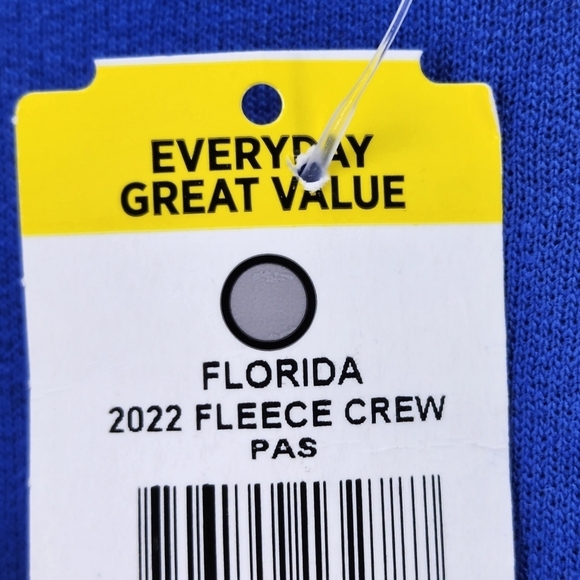 EVERYDAY
GREAT VALUE
FLORIDA
2022 FLEECE CREW
PAS